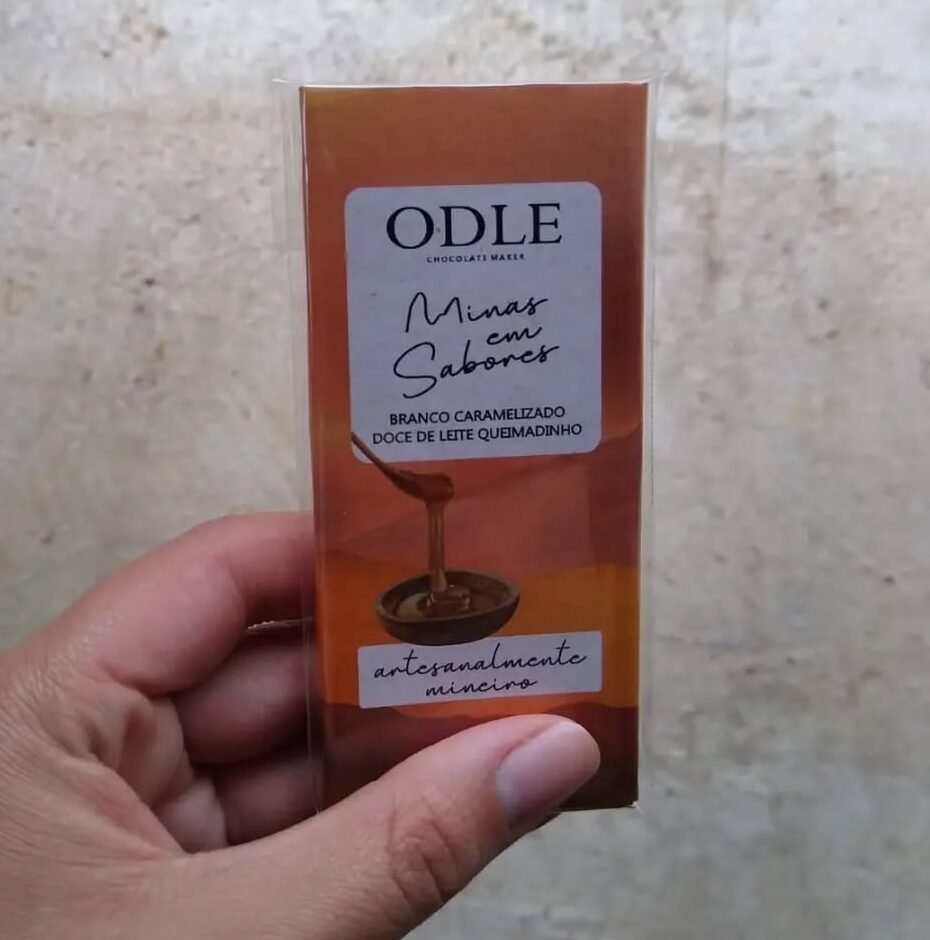 ODLE
CHOCOLATE MAKER
Minas
em
Sabores
BRANCO CARAMELIZADO
DOCE DE LEITE QUEIMADINHO
artesanalmente
mineiro